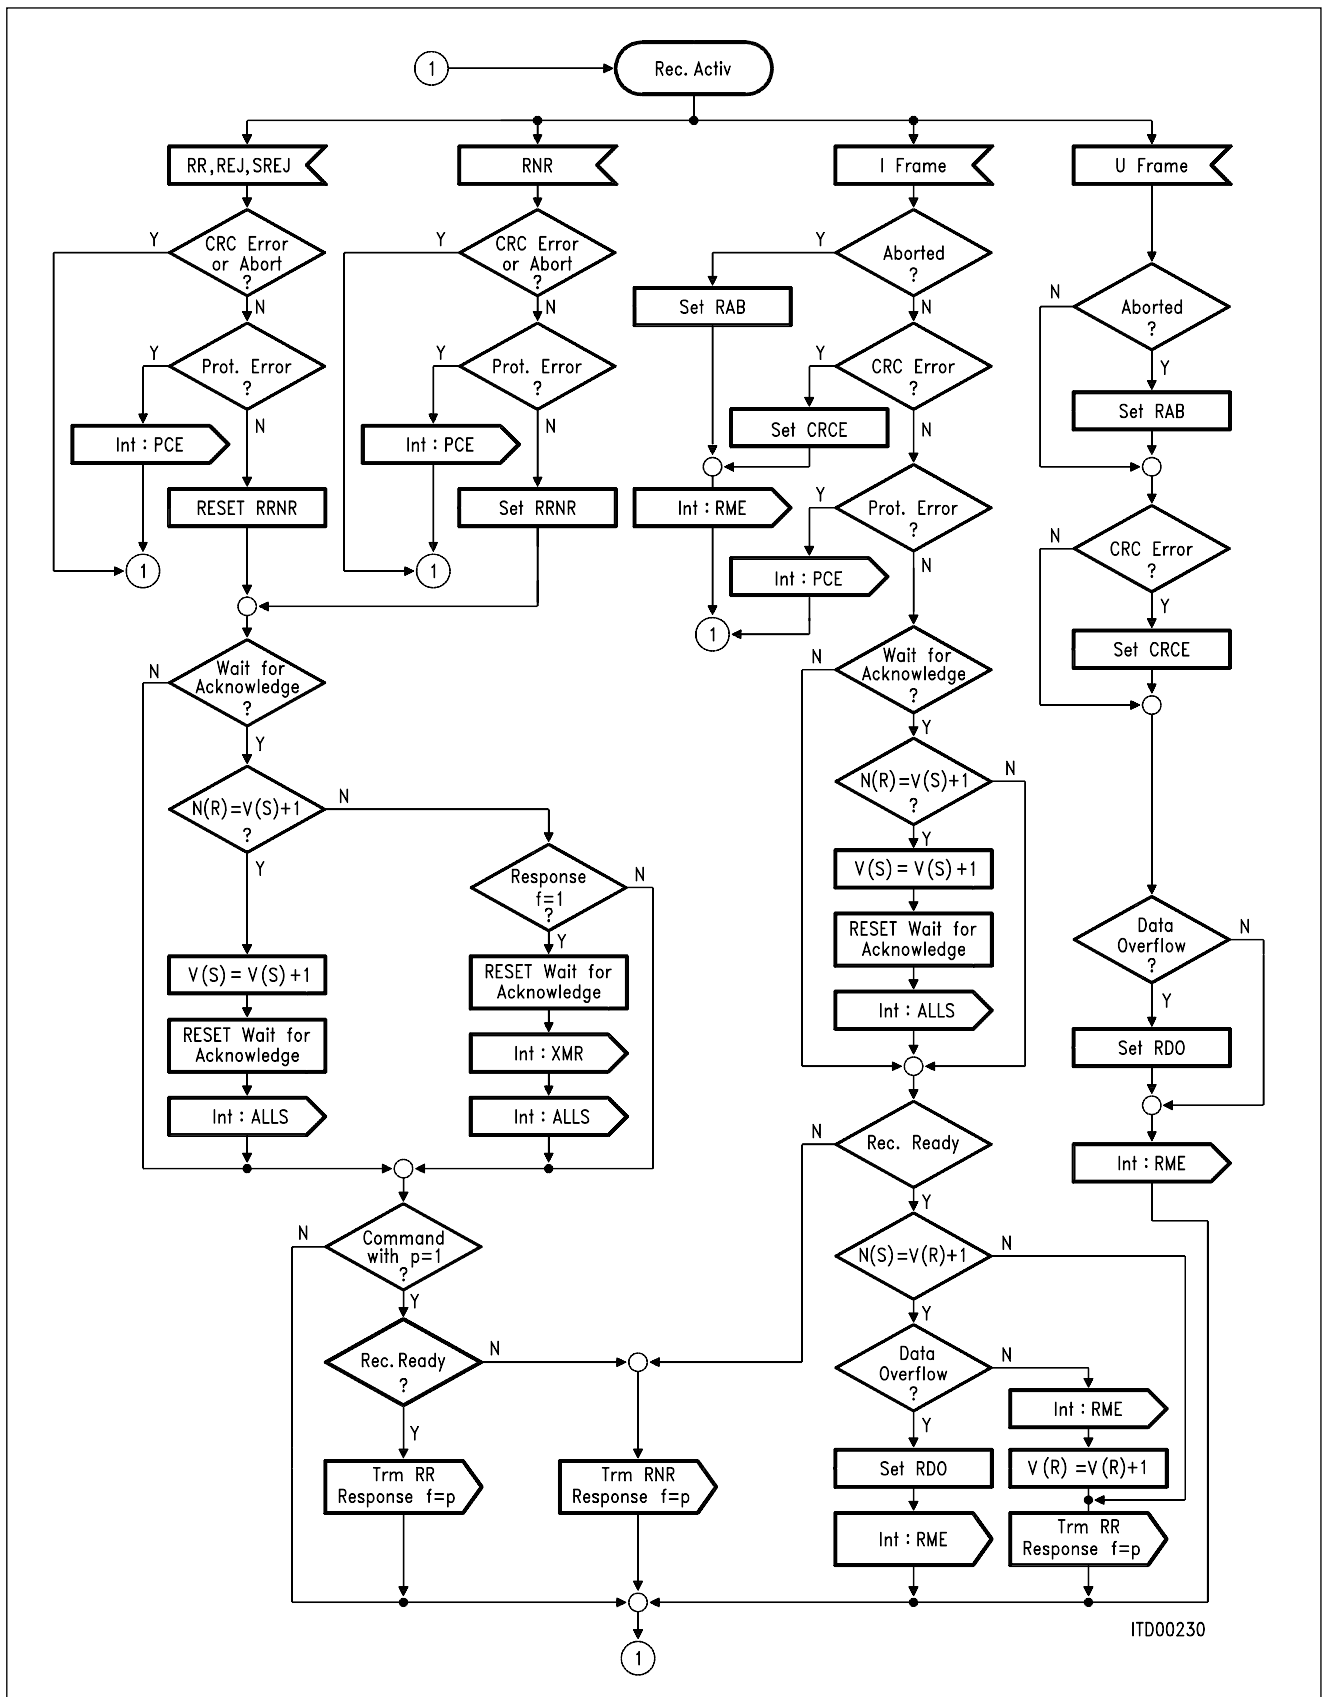 1
Rec. Activ
RR, REJ, SREJ
RNR
I Frame
U Frame
Y
CRC Error
or Abort
?
N
Y
Prot. Error
?
N
Int : PCE
RESET RRNR
1
Y
CRC Error
or Abort
?
N
Y
Prot. Error
?
N
Int : PCE
Set RRNR
1
N
Wait for
Acknowledge
?
Y
N(R)=V(S)+1
?
N
Y
V(S) = V(S) +1
RESET Wait for
Acknowledge
Int : ALLS
Response
f=1
?
N
Y
RESET Wait for
Acknowledge
Int : XMR
Int : ALLS
N
Command
with p=1
?
Y
Rec. Ready
?
N
Y
Trm RR
Response f=p
Trm RNR
Response f=p
Y
Aborted
?
N
Set RAB
Y
CRC Error
?
N
Set CRCE
Int : RME
Y
Prot. Error
?
N
Int : PCE
1
N
Wait for
Acknowledge
?
Y
N(R)=V(S)+1
?
N
Y
V(S) = V(S) +1
RESET Wait for
Acknowledge
Int : ALLS
N
Rec. Ready
Y
N(S)=V(R)+1
N
Y
Data
Overflow
?
N
Y
Set RDO
Int : RME
Int : RME
V(R) =V(R)+1
Trm RR
Response f=p
N
Aborted
?
Y
Set RAB
N
CRC Error
?
Y
Set CRCE
Data
Overflow
?
N
Y
Set RDO
Int : RME
1
ITD00230